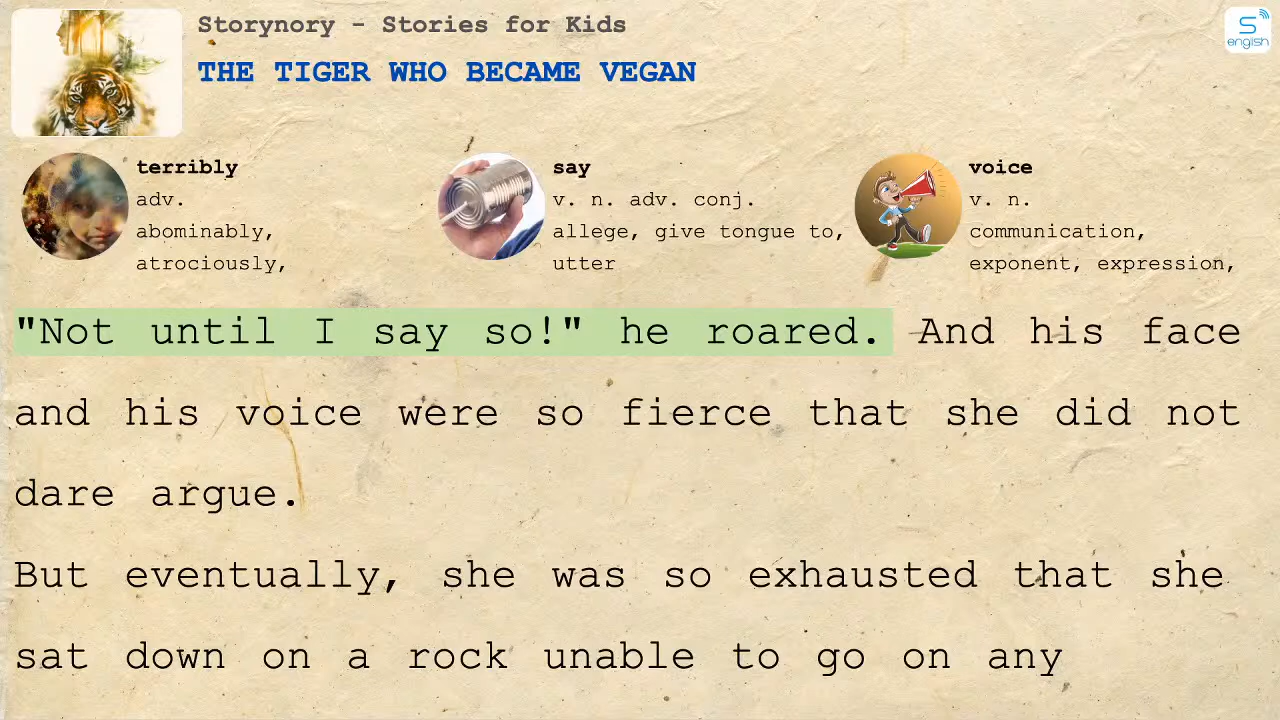 Storynory - Stories for Kids
THE TIGER WHO BECAME VEGAN
S
english
terribly
adv.
abominably,
atrociously,
say
v. n. adv. conj.
allege, give tongue to,
utter
voice
v. n.
communication,
exponent, expression,
"Not until I say so!" he roared. And his face
and his voice were so fierce that she did not
dare argue.
But eventually, she was so exhausted that she
sat down on a rock unable to go on any